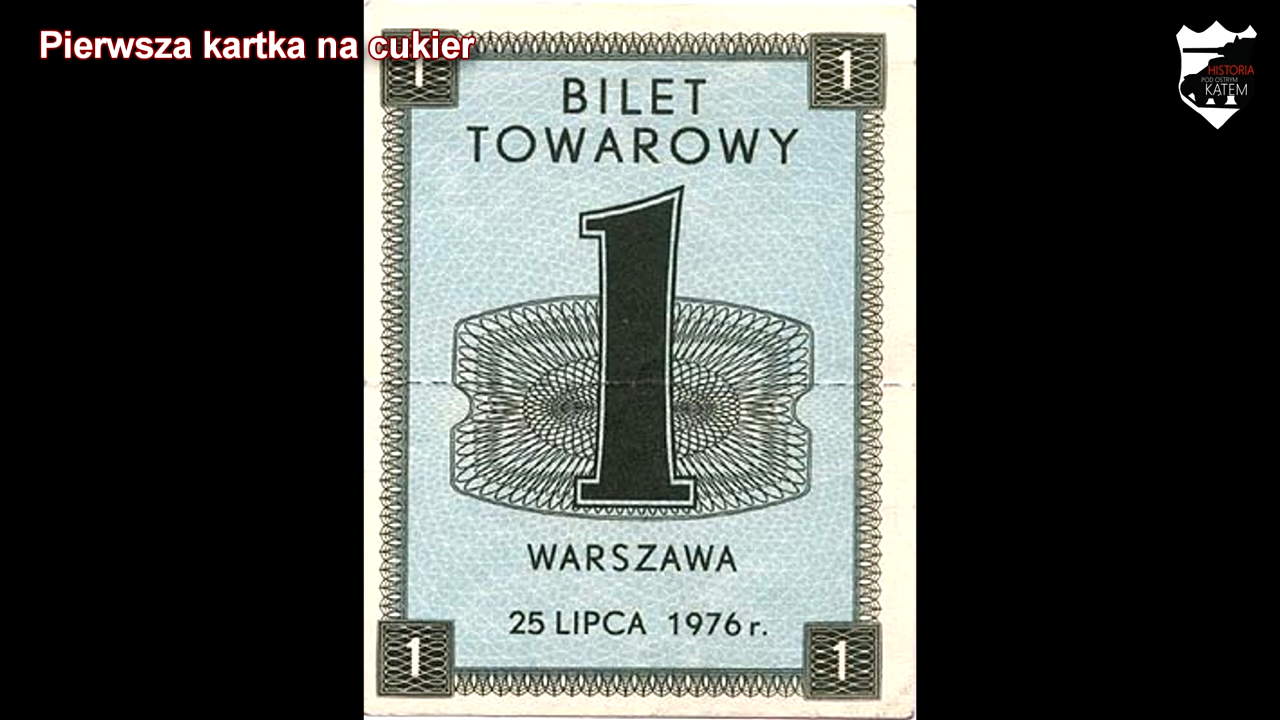 Pierwsza kartka na cukier
HISTORIA
POD OSTRYM
KĄTEM
1
1
BILET
TOWAROWY
1
WARSZAWA
25 LIPCA 1976 r.
1
1